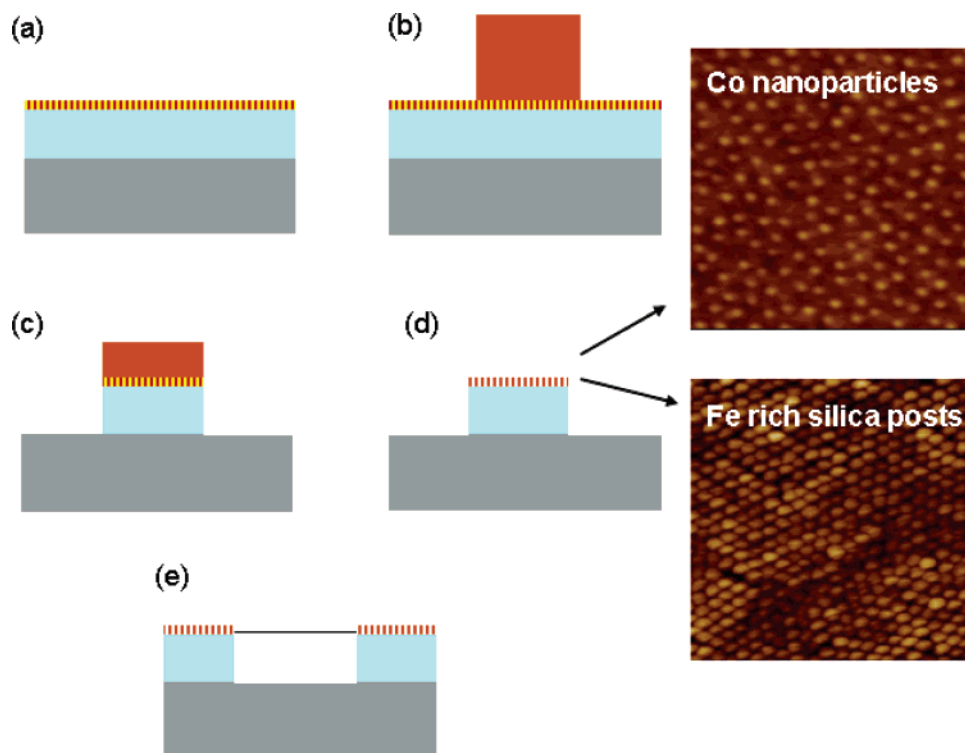 (a)
(b)
Co nanoparticles
(c)
(d)
Fe rich silica posts
(e)